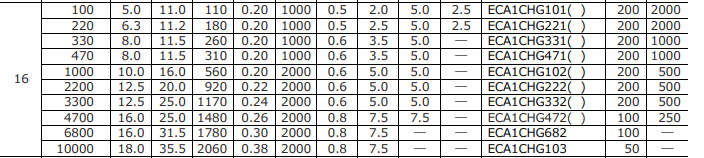 100 5.0 11.0 110 0.20 1000 0.5 2.0 5.0 2.5 ECA1CHG101( ) 200 2000
220 6.3 11.2 180 0.20 1000 0.5 2.5 5.0 2.5 ECA1CHG221( ) 200 2000
330 8.0 11.5 260 0.20 1000 0.6 3.5 5.0 — ECA1CHG331( ) 200 1000
470 8.0 11.5 310 0.20 1000 0.6 3.5 5.0 — ECA1CHG471( ) 200 1000
1000 10.0 16.0 560 0.20 2000 0.6 5.0 5.0 — ECA1CHG102( ) 200 500
16 2200 12.5 20.0 920 0.22 2000 0.6 5.0 5.0 — ECA1CHG222( ) 200 500
3300 12.5 25.0 1170 0.24 2000 0.6 5.0 5.0 — ECA1CHG332( ) 200 500
4700 16.0 25.0 1480 0.26 2000 0.8 7.5 7.5 — ECA1CHG472( ) 100 250
6800 16.0 31.5 1780 0.30 2000 0.8 7.5 — — ECA1CHG682 100 —
10000 18.0 35.5 2060 0.38 2000 0.8 7.5 — — ECA1CHG103 50 —